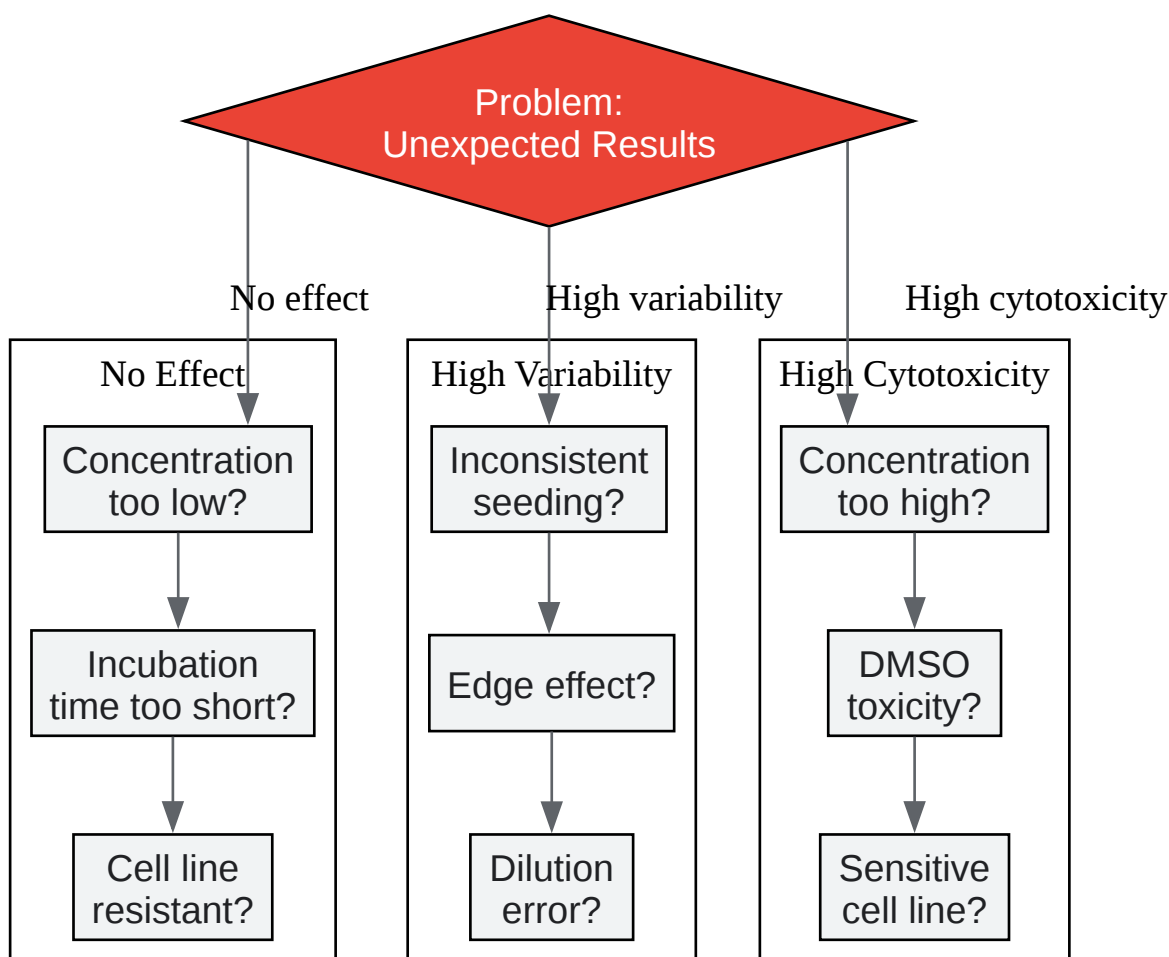 Problem:
Unexpected Results
No effect
High variability
High cytotoxicity
No Effect
Concentration
too low?
Incubation
time too short?
Cell line
resistant?
High Variability
Inconsistent
seeding?
Edge effect?
Dilution
error?
High Cytotoxicity
Concentration
too high?
DMSO
toxicity?
Sensitive
cell line?